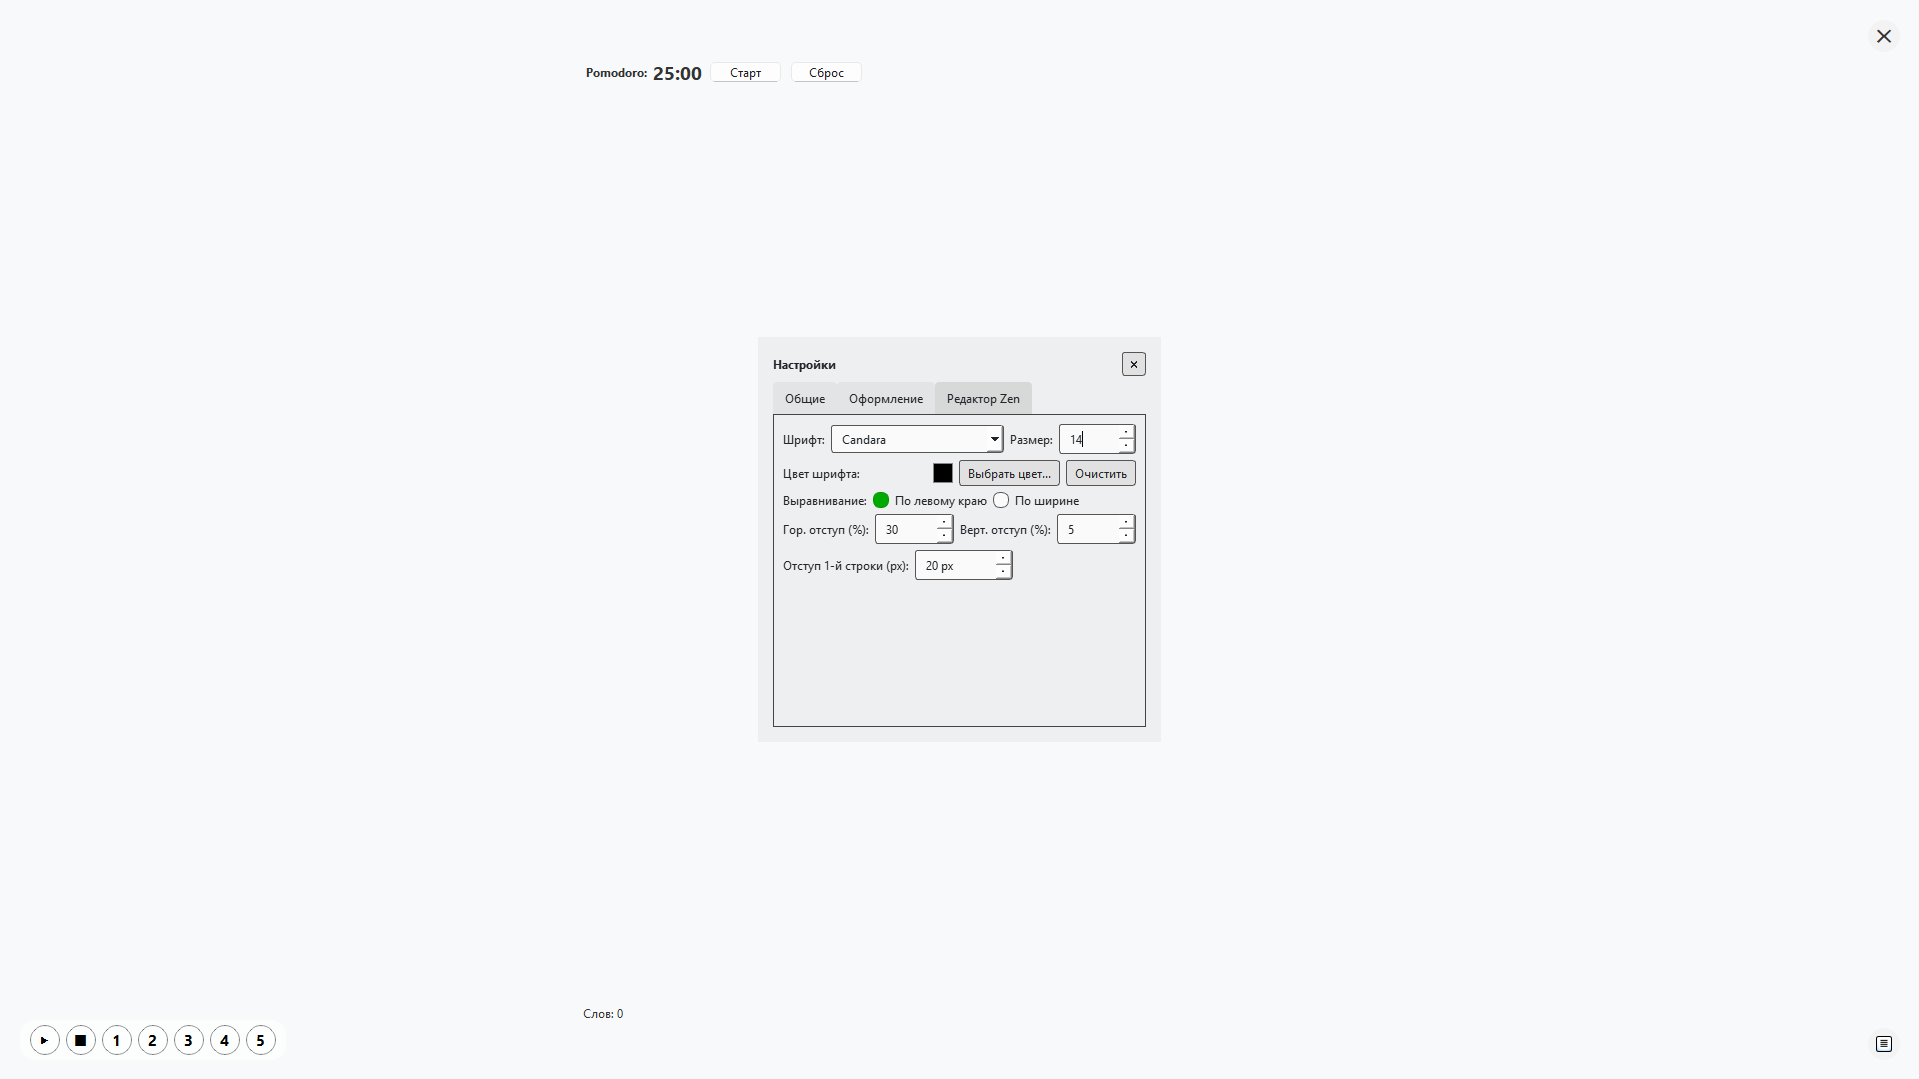 Pomodoro: 25:00 Старт Сброс
Настройки
Общие Оформление Редактор Zen
Шрифт: Candara Размер: 14
Цвет шрифта: Выбрать цвет... Очистить
Выравнивание: По левому краю По ширине
Гор. отступ (%): 30 Верт. отступ (%): 5
Отступ 1-й строки (px): 20 px
Слов: 0
1 2 3 4 5